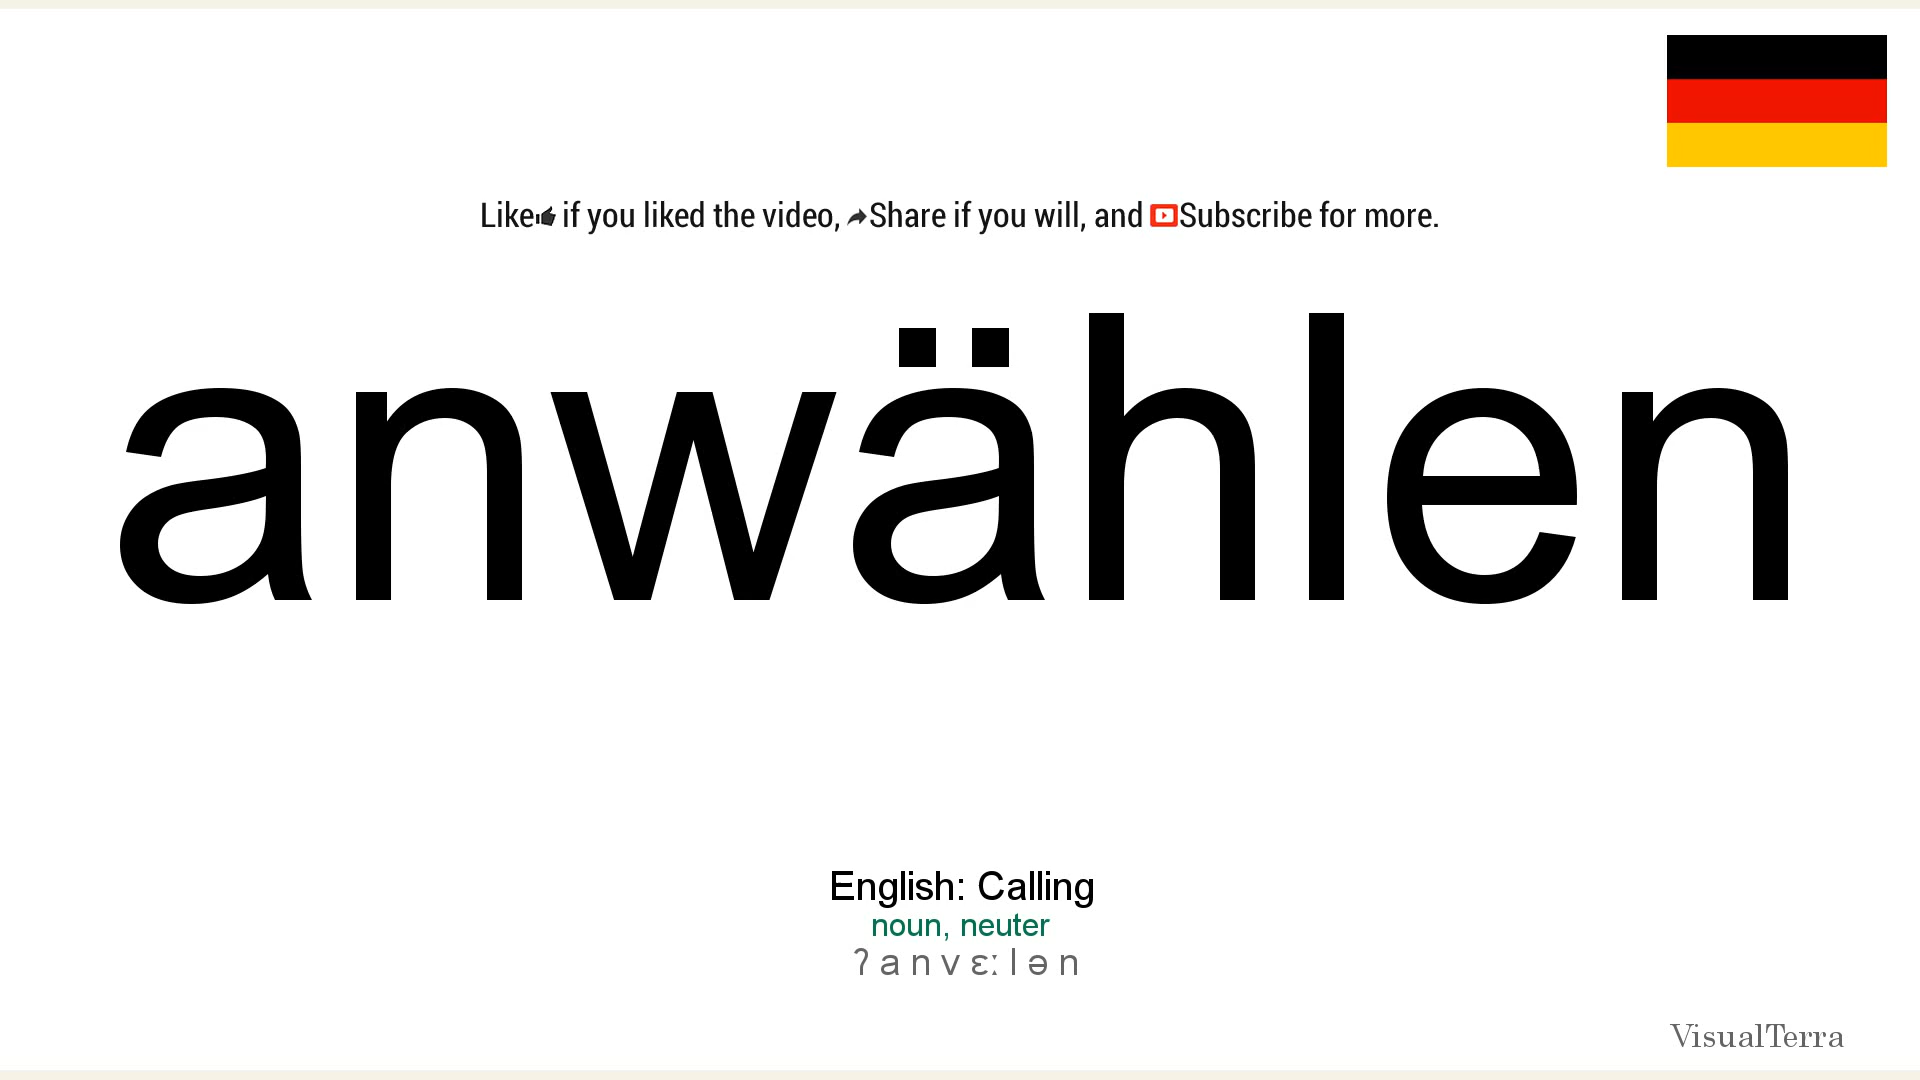 Like if you liked the video, Share if you will, and Subscribe for more.
anwählen
English: Calling
noun, neuter
ʔ a n v ɛː l ə n
VisualTerra